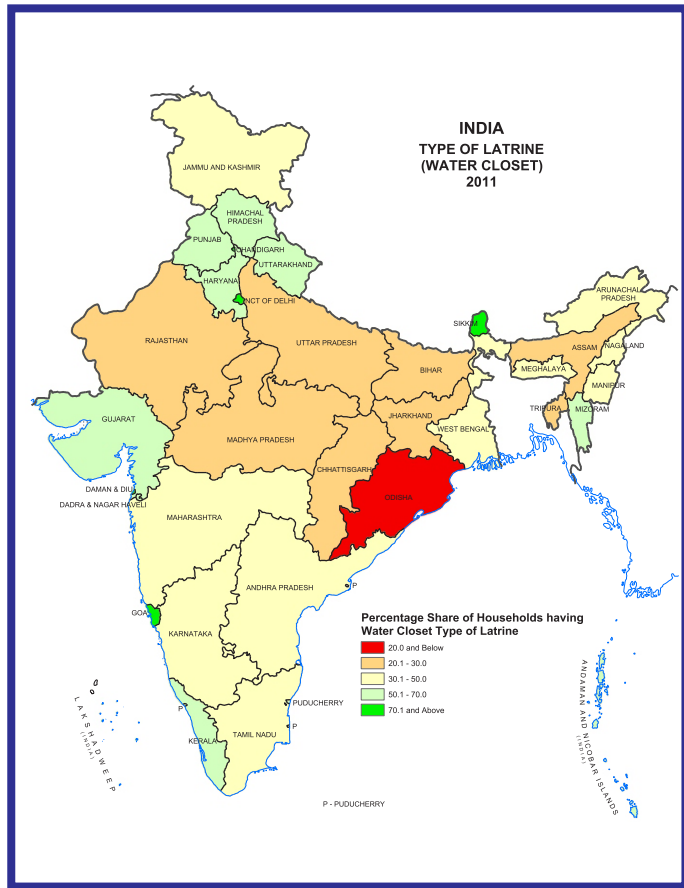 INDIA
TYPE OF LATRINE
(WATER CLOSET)
2011
JAMMU AND KASHMIR
HIMACHAL
PRADESH
PUNJAB
CHANDIGARH
UTTARAKHAND
HARYANA
NCT OF DELHI
ARUNACHAL
PRADESH
SIKKIM
RAJASTHAN
UTTAR PRADESH
ASSAM
NAGALAND
BIHAR
MEGHALAYA
MANIPUR
TRIPURA
MIZORAM
GUJARAT
JHARKHAND
WEST BENGAL
MADHYA PRADESH
CHHATTISGARH
DAMAN & DIU
ODISHA
DADRA & NAGAR HAVELI
MAHARASHTRA
ANDHRA PRADESH
P
GOA
KARNATAKA
Percentage Share of Households having
Water Closet Type of Latrine
20.0 and Below
20.1 - 30.0
30.1 - 50.0
50.1 - 70.0
70.1 and Above
PUDUCHERRY
P
P
KERALA
TAMIL NADU
LAKSHADWEEP
(INDIA)
ANDAMAN AND NICOBAR ISLANDS
(INDIA)
P - PUDUCHERRY